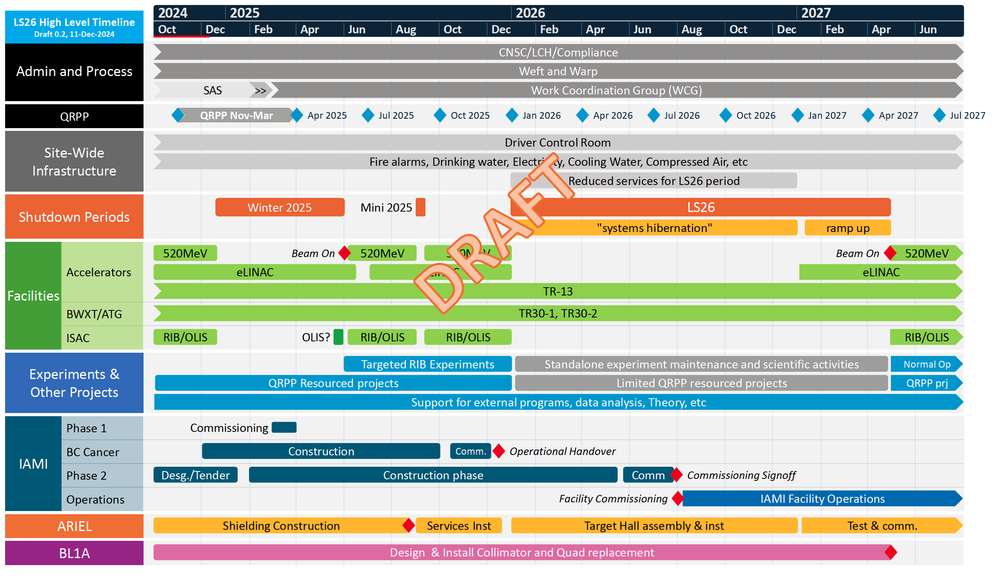 LS26 High Level Timeline
Draft 0.2, 11-Dec-2024
2024 2025 2026 2027
Oct Dec Feb Apr Jun Aug Oct Dec Feb Apr Jun Aug Oct Dec Feb Apr Jun
Admin and Process
CNSC/LCH/Compliance
Weft and Warp
SAS >> Work Coordination Group (WCG)
QRPP
QRPP Nov-Mar Apr 2025 Jul 2025 Oct 2025 Jan 2026 Apr 2026 Jul 2026 Oct 2026 Jan 2027 Apr 2027 Jul 2027
Site-Wide
Infrastructure
Driver Control Room
Fire alarms, Drinking water, Electricity, Cooling Water, Compressed Air, etc
Reduced services for LS26 period
DRAFT
Shutdown Periods
Winter 2025 Mini 2025 LS26
"systems hibernation" ramp up
Facilities
Accelerators
520MeV Beam On 520MeV 520MeV Beam On 520MeV
eLINAC eLINAC eLINAC
TR-13
BWXT/ATG
TR30-1, TR30-2
ISAC
RIB/OLIS OLIS? RIB/OLIS RIB/OLIS RIB/OLIS
Experiments &
Other Projects
Targeted RIB Experiments Standalone experiment maintenance and scientific activities Normal Op
QRPP Resourced projects Limited QRPP resourced projects QRPP prj
Support for external programs, data analysis, Theory, etc
IAMI
Phase 1
Commissioning
BC Cancer
Construction Comm. Operational Handover
Phase 2
Desg./Tender Construction phase Comm Commissioning Signoff
Operations
Facility Commissioning IAMI Facility Operations
ARIEL
Shielding Construction Services Inst Target Hall assembly & inst Test & comm.
BL1A
Design & Install Collimator and Quad replacement